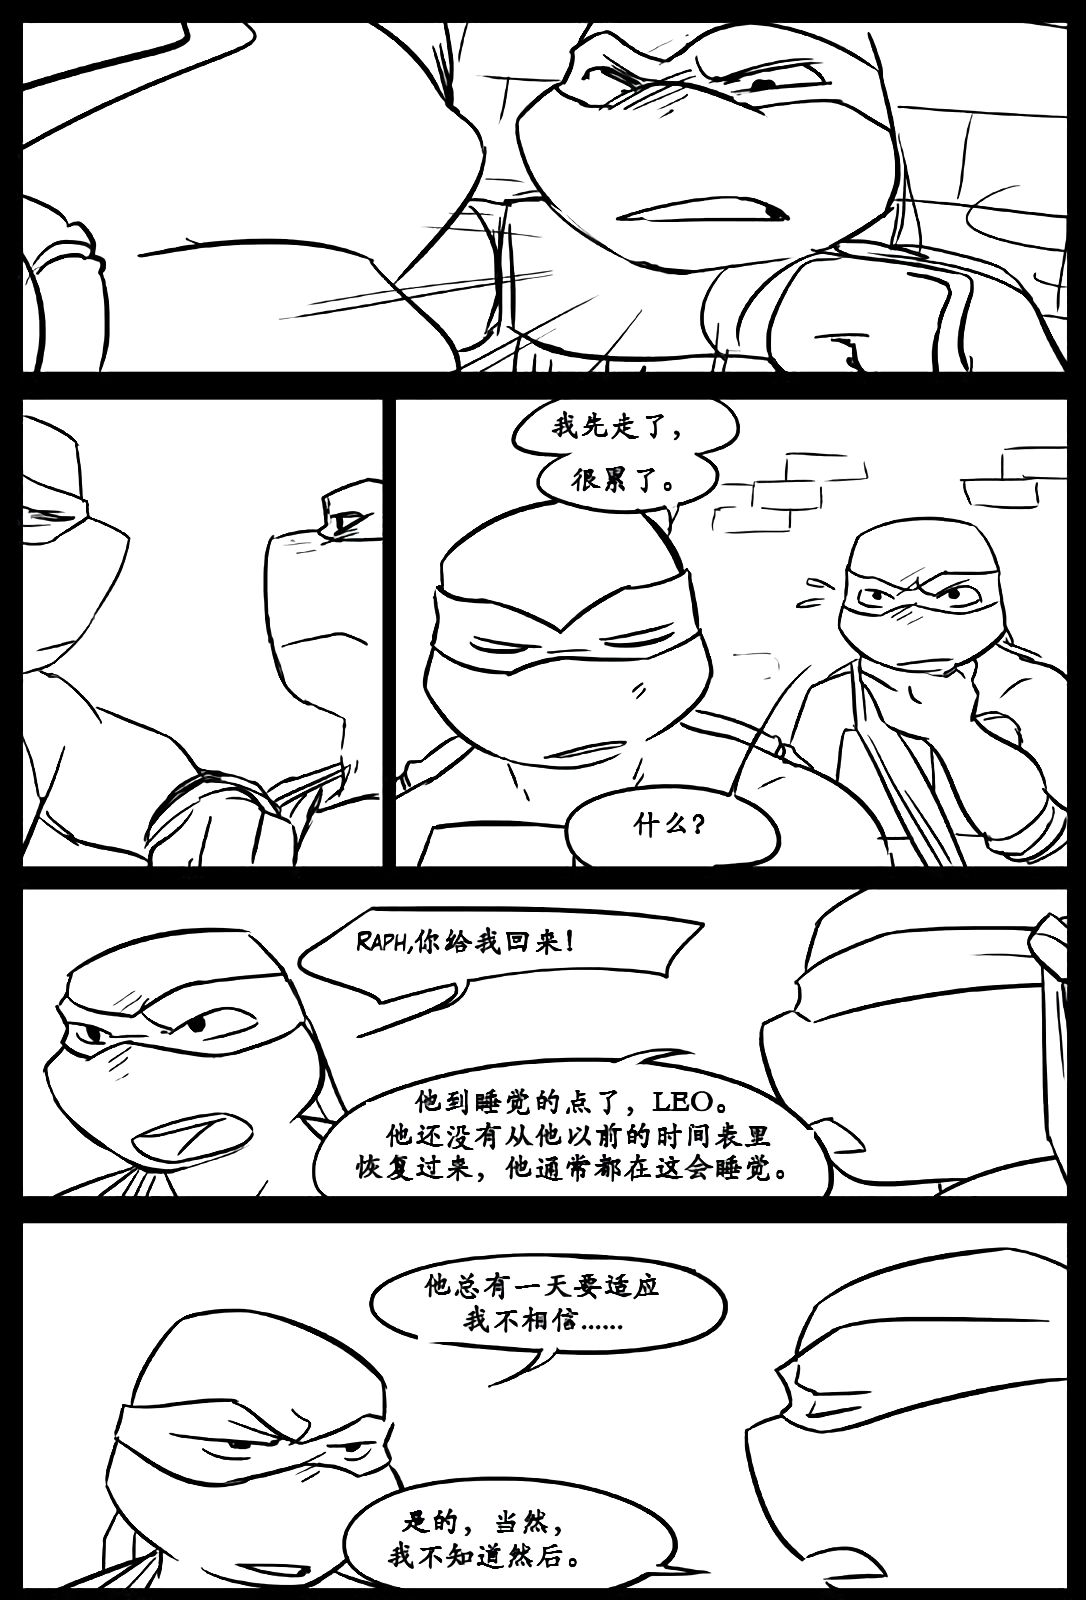 我先走了，
很累了。
什么?
RAPH,你给我回来!
他到睡觉的点了，LEO。
他还没有从他以前的时间表里
恢复过来，他通常都在这会睡觉。
他总有一天要适应
我不相信……
是的，当然，
我不知道然后。